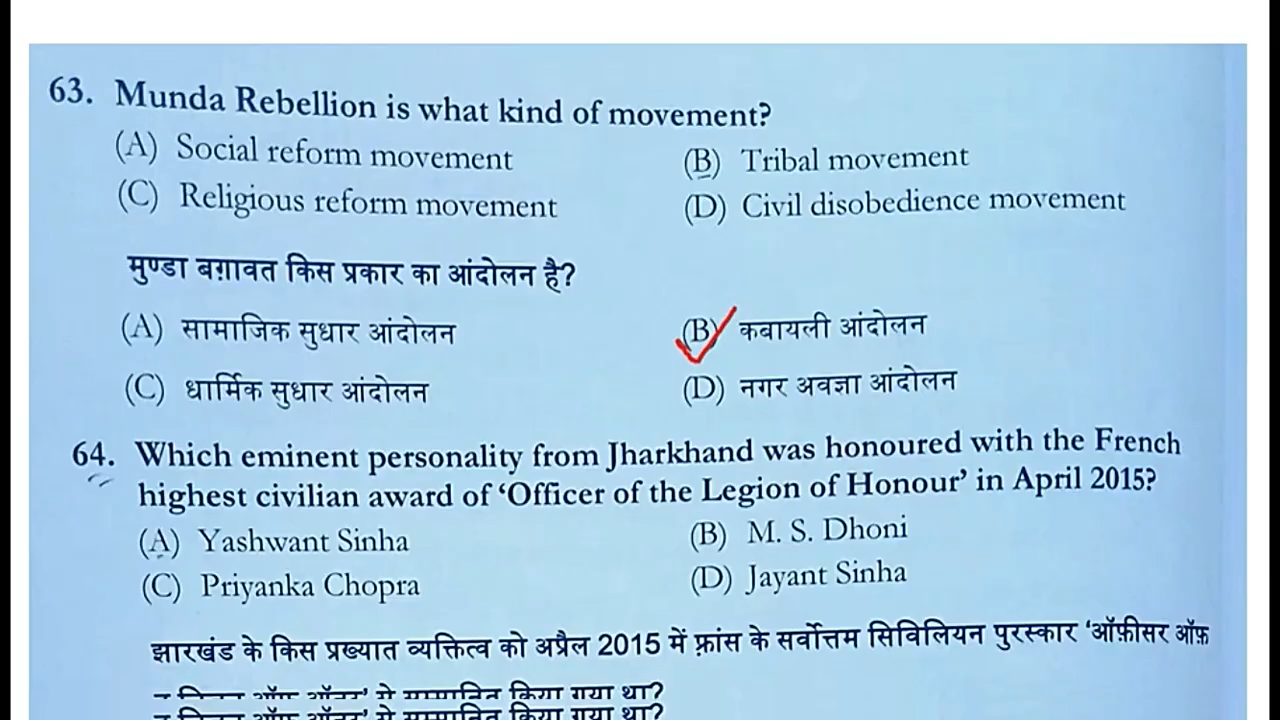 63. Munda Rebellion is what kind of movement?
(A) Social reform movement (B) Tribal movement
(C) Religious reform movement (D) Civil disobedience movement
मुण्डा बग़ावत किस प्रकार का आंदोलन है?
(A) सामाजिक सुधार आंदोलन (B) कबायली आंदोलन
(C) धार्मिक सुधार आंदोलन (D) नगर अवज्ञा आंदोलन
64. Which eminent personality from Jharkhand was honoured with the French
highest civilian award of ‘Officer of the Legion of Honour’ in April 2015?
(A) Yashwant Sinha (B) M. S. Dhoni
(C) Priyanka Chopra (D) Jayant Sinha
झारखंड के किस प्रख्यात व्यक्तित्व को अप्रैल 2015 में फ़्रांस के सर्वोत्तम सिविलियन पुरस्कार ‘ऑफ़ीसर ऑफ़
किया गया था?
किया गया था?